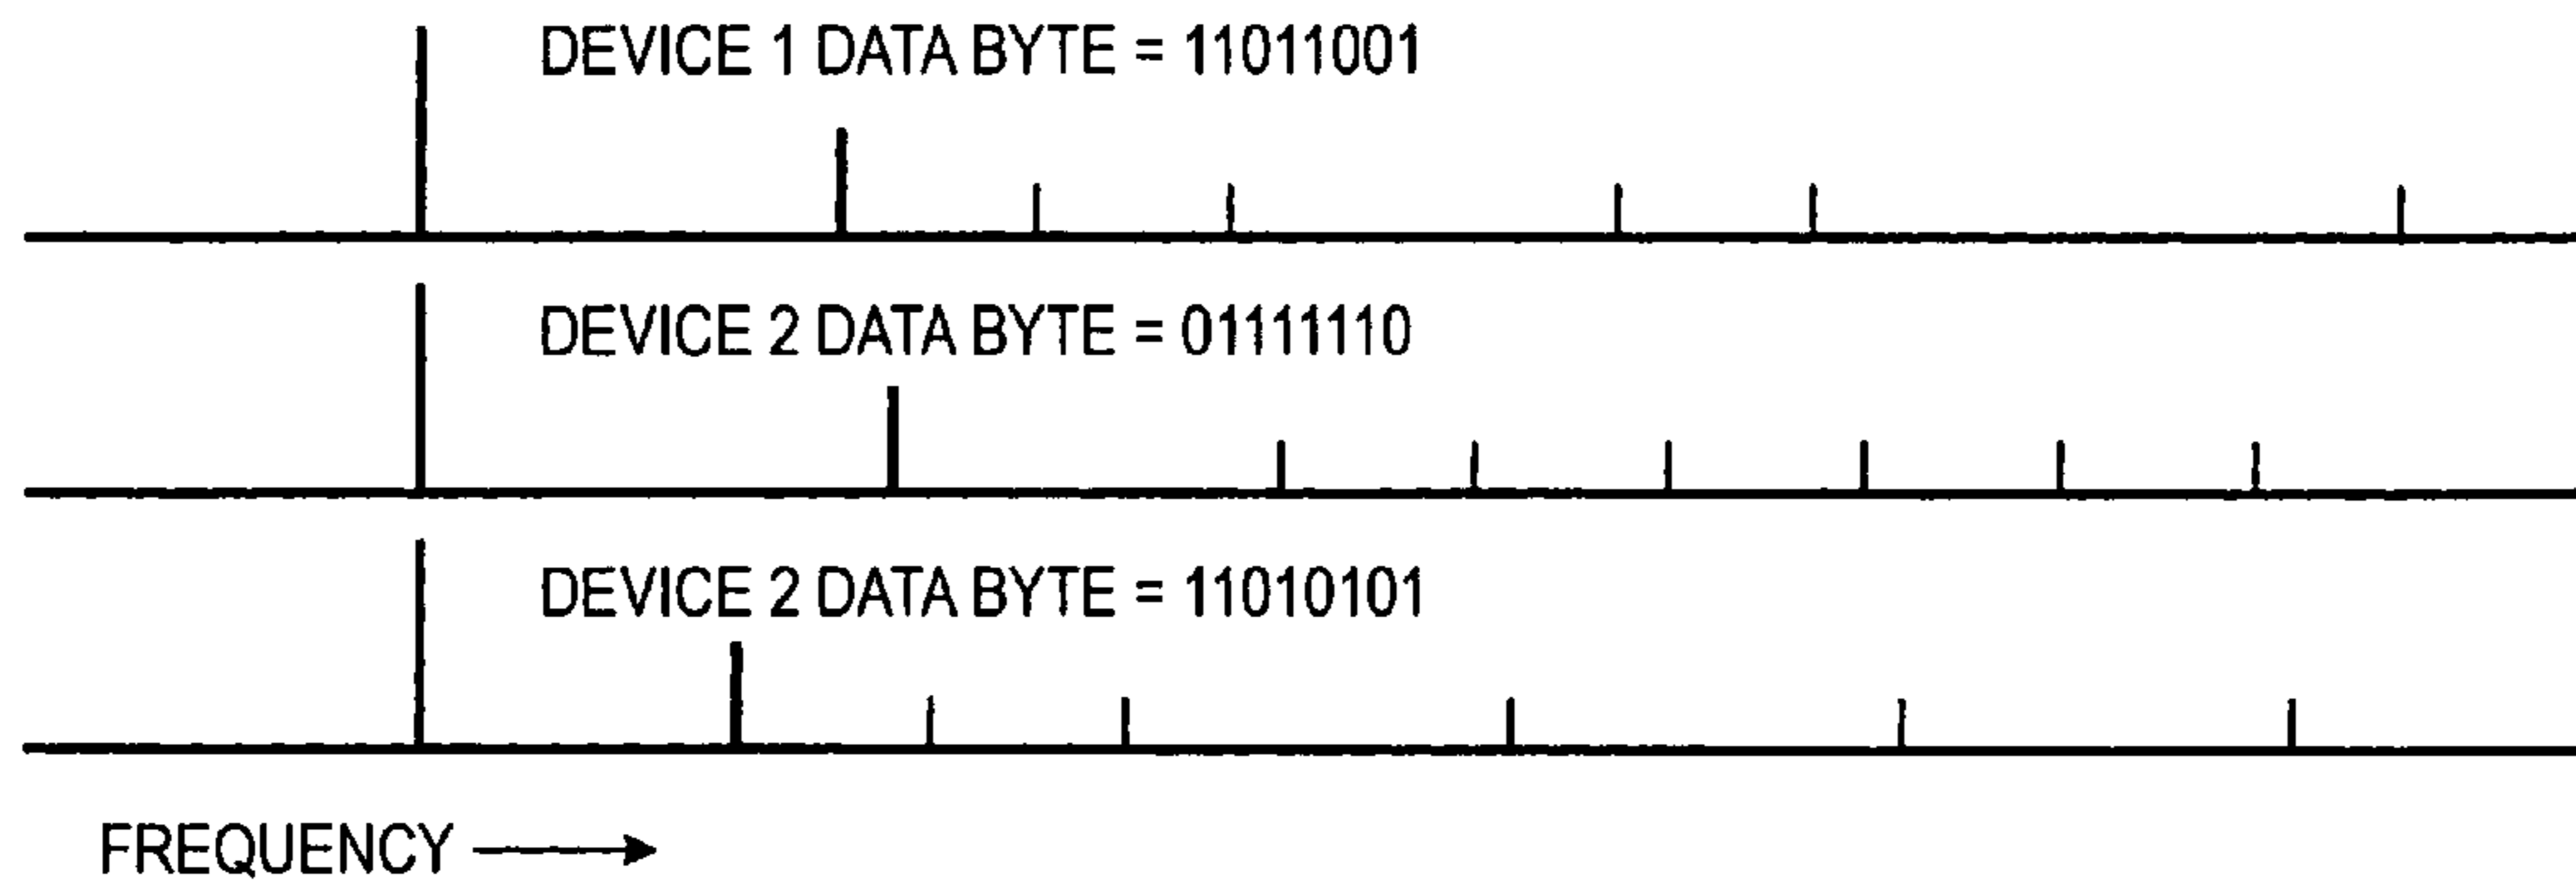 DEVICE 1 DATA BYTE = 11011001
DEVICE 2 DATA BYTE = 01111110
DEVICE 2 DATA BYTE = 11010101
FREQUENCY